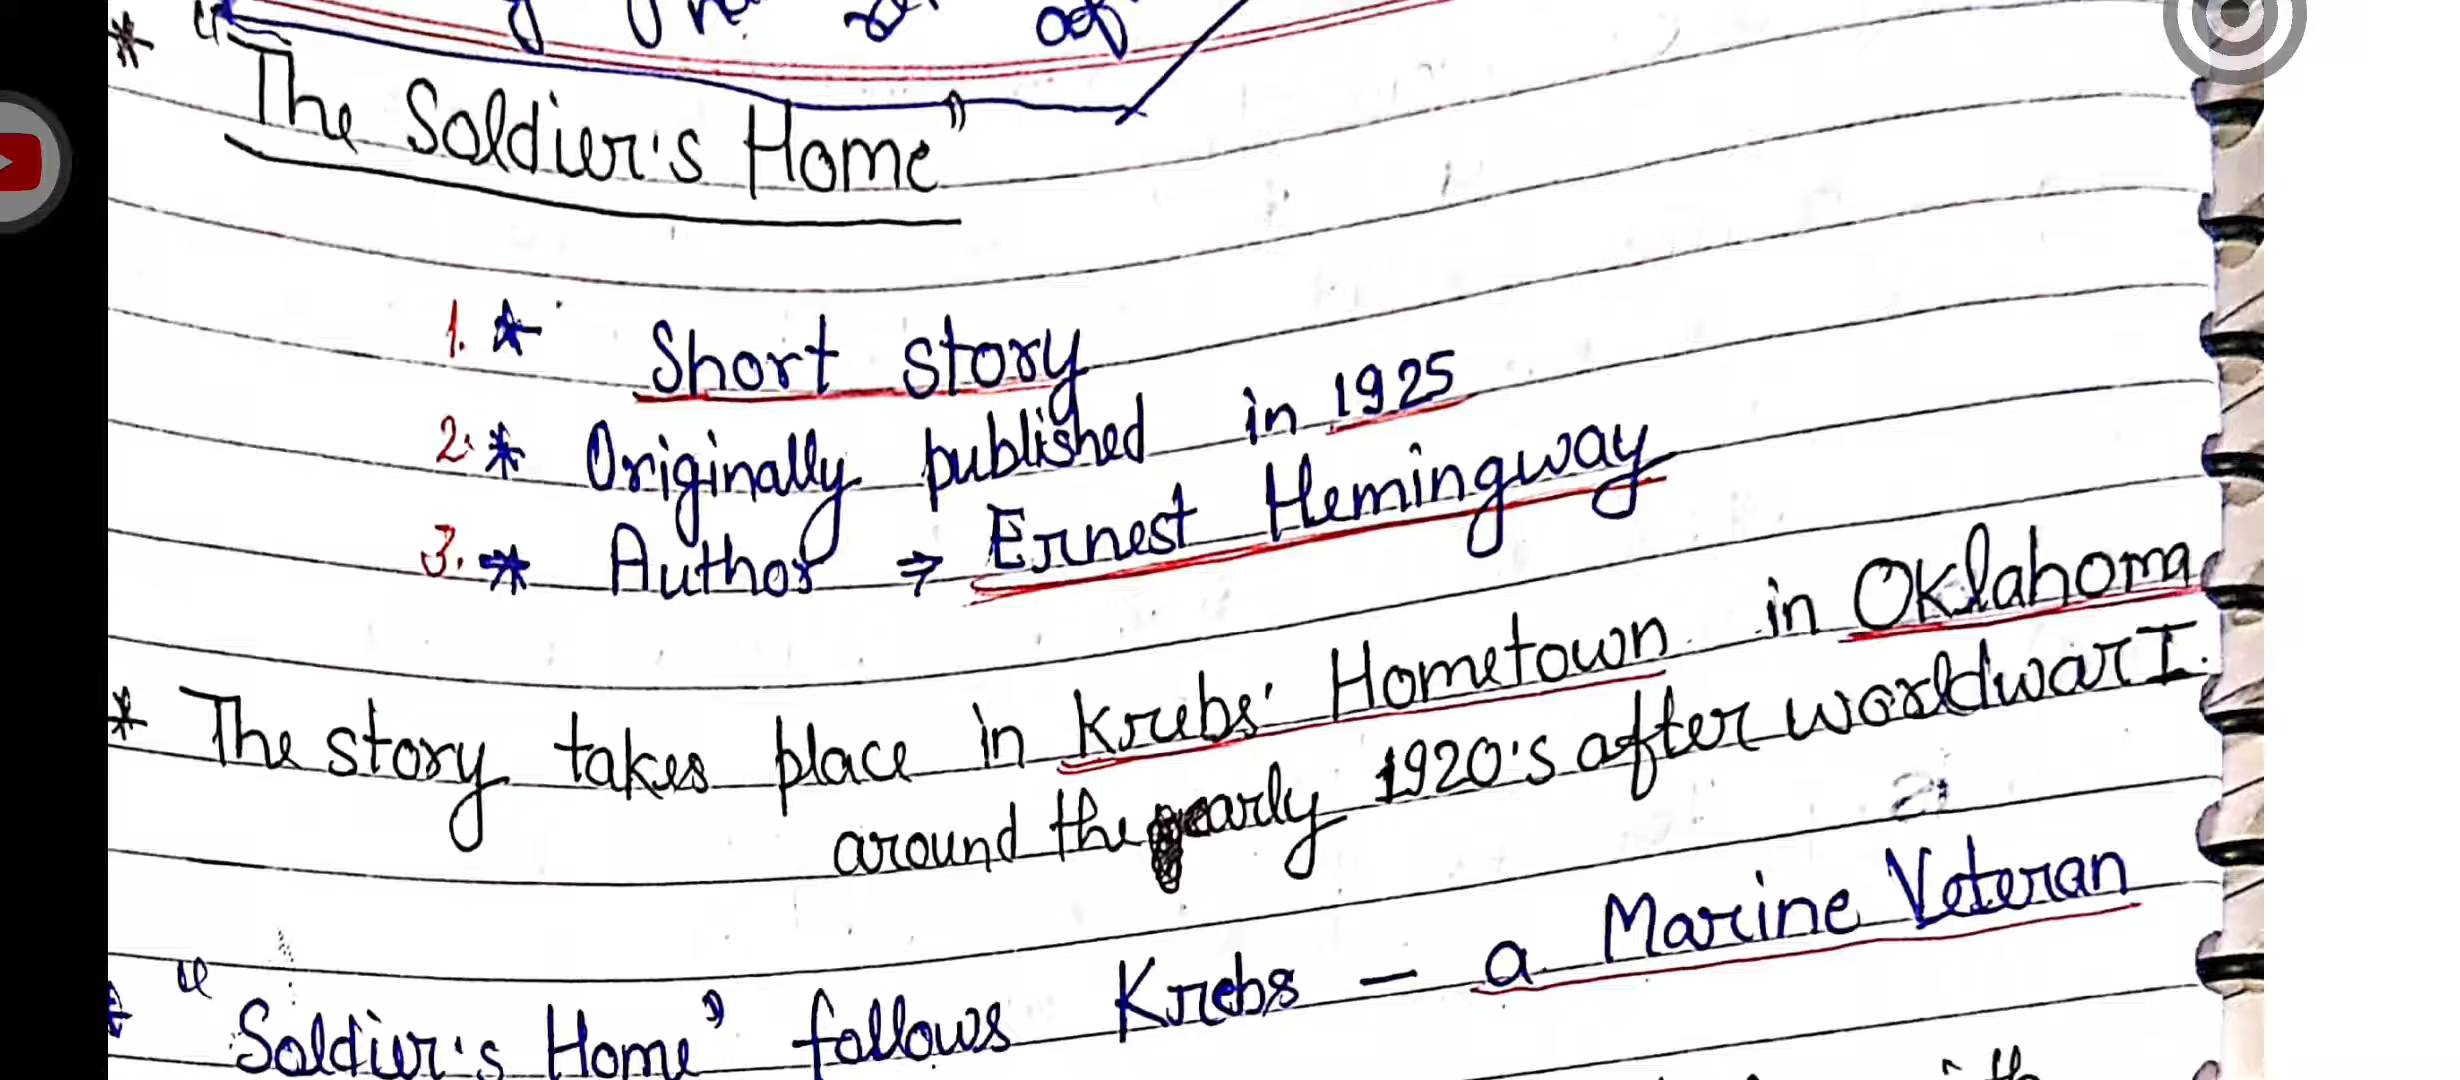 * "The Soldier's Home"
1. * Short story
2. * Originally published in 1925
3. * Author ⇒ Ernest Hemingway
* The story takes place in Krebs' Hometown in Oklahoma
around the early 1920's after world war I.
* "Soldier's Home" follows Krebs – a Marine Veteran